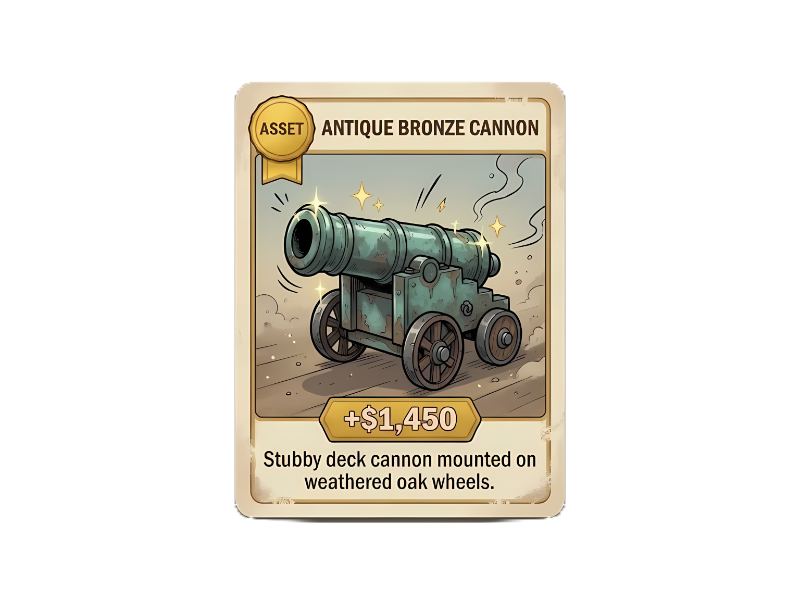 ASSET
ANTIQUE BRONZE CANNON
+$1,450
Stubby deck cannon mounted on
weathered oak wheels.